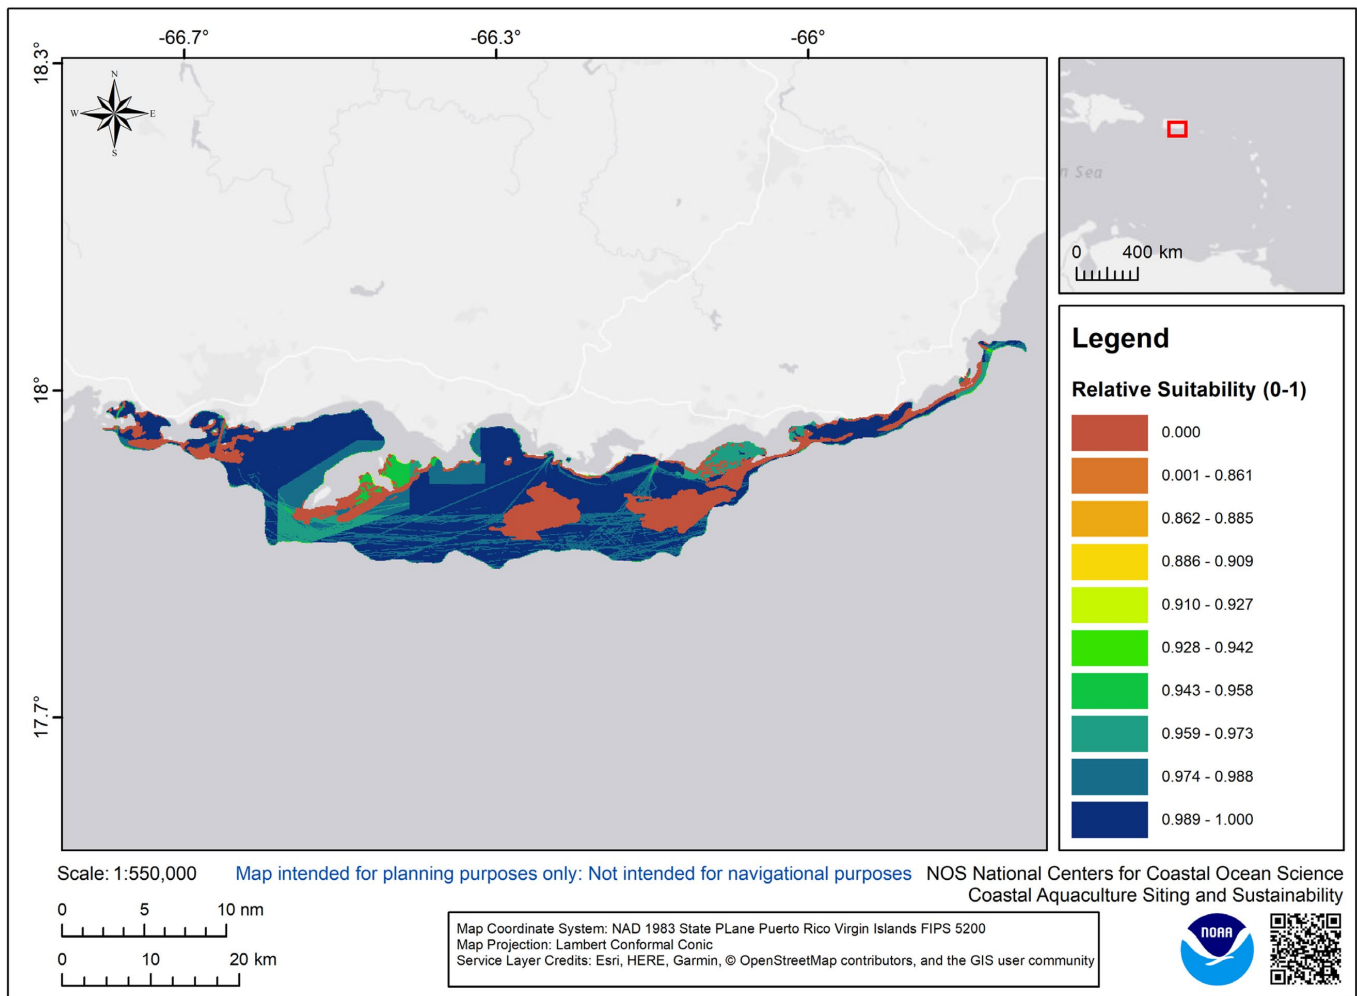 -66.7°
-66.3°
-66°
18.3°
18°
17.7°
N
W E
S
n Sea
0 400 km
Legend
Relative Suitability (0-1)
0.000
0.001 - 0.861
0.862 - 0.885
0.886 - 0.909
0.910 - 0.927
0.928 - 0.942
0.943 - 0.958
0.959 - 0.973
0.974 - 0.988
0.989 - 1.000
Scale: 1:550,000
Map intended for planning purposes only: Not intended for navigational purposes
NOS National Centers for Coastal Ocean Science
Coastal Aquaculture Siting and Sustainability
0 5 10 nm
0 10 20 km
Map Coordinate System: NAD 1983 State PLane Puerto Rico Virgin Islands FIPS 5200
Map Projection: Lambert Conformal Conic
Service Layer Credits: Esri, HERE, Garmin, © OpenStreetMap contributors, and the GIS user community
NOAA